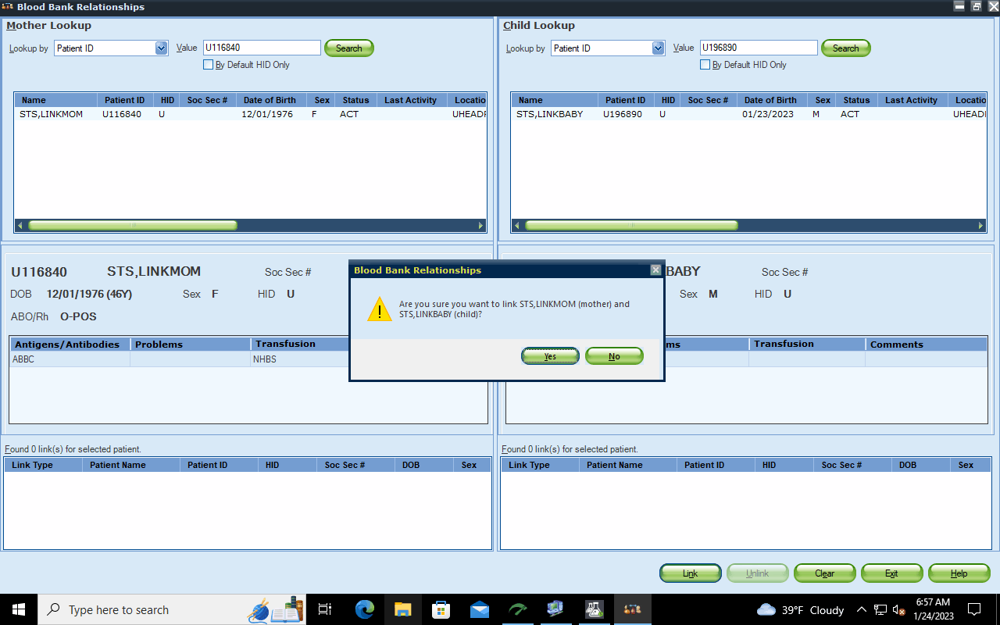 Blood Bank Relationships
Mother Lookup
Lookup by Patient ID Value U116840 Search
By Default HID Only
Name Patient ID HID Soc Sec # Date of Birth Sex Status Last Activity Locatio
STS,LINKMOM U116840 U 12/01/1976 F ACT UHEADF
Child Lookup
Lookup by Patient ID Value U196890 Search
By Default HID Only
Name Patient ID HID Soc Sec # Date of Birth Sex Status Last Activity Locatio
STS,LINKBABY U196890 U 01/23/2023 M ACT UHEADI
U116840 STS,LINKMOM Soc Sec #
DOB 12/01/1976 (46Y) Sex F HID U
ABO/Rh O-POS
Antigens/Antibodies Problems Transfusion
ABBC NHBS
BABY Soc Sec #
Sex M HID U
ms Transfusion Comments
Blood Bank Relationships
Are you sure you want to link STS,LINKMOM (mother) and
STS,LINKBABY (child)?
Yes No
Found 0 link(s) for selected patient.
Link Type Patient Name Patient ID HID Soc Sec # DOB Sex
Found 0 link(s) for selected patient.
Link Type Patient Name Patient ID HID Soc Sec # DOB Sex
Link Unlink Clear Exit Help
Type here to search
39°F Cloudy
6:57 AM
1/24/2023